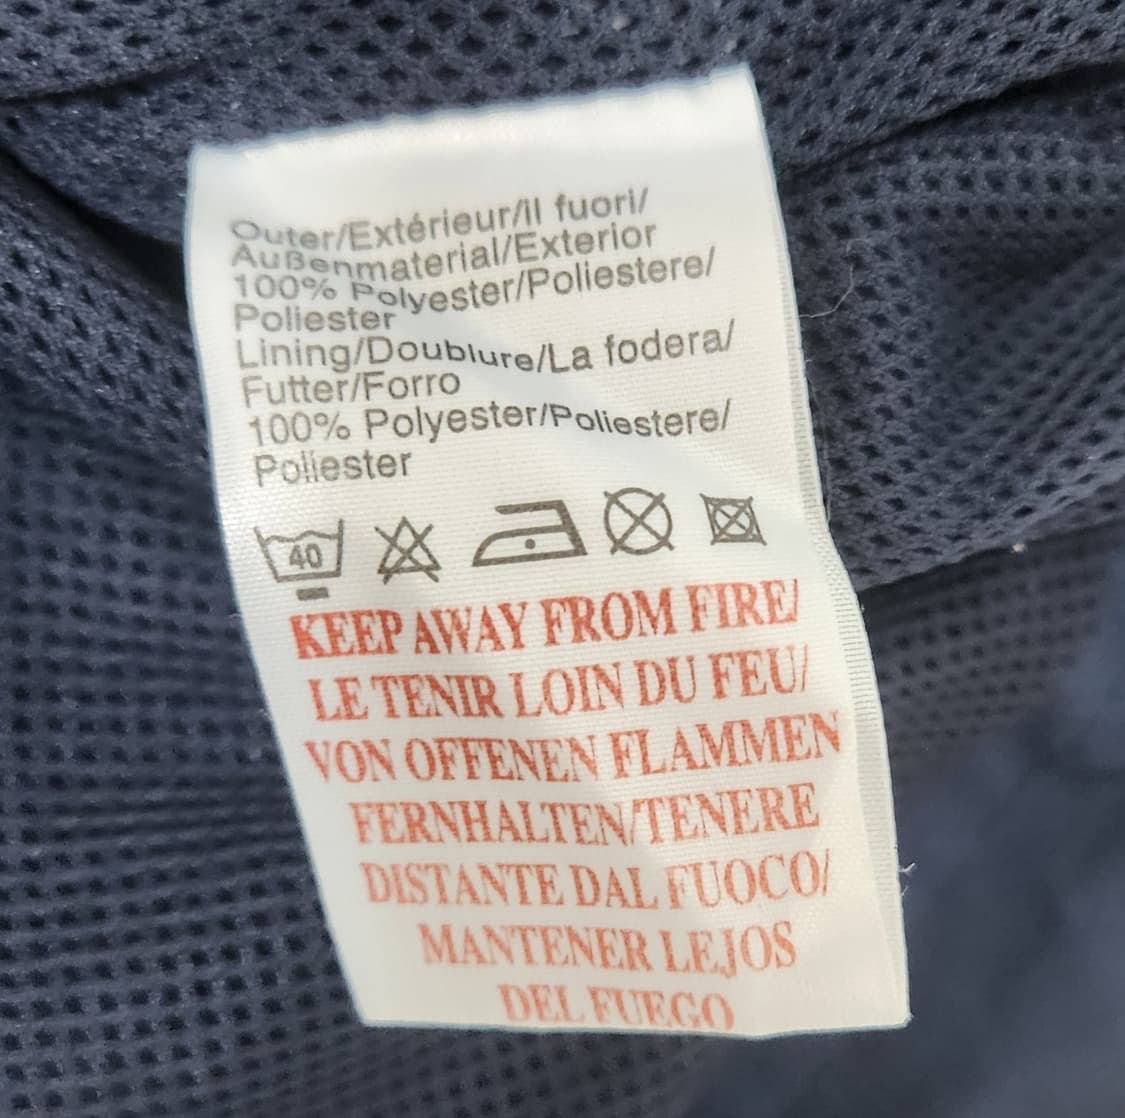 Outer/Extérieur/Il fuori/
Außenmaterial/Exterior
100% Polyester/Poliestere/
Poliester
Lining/Doublure/La fodera/
Futter/Forro
100% Polyester/Poliestere/
Poliester
40
KEEP AWAY FROM FIRE/
LE TENIR LOIN DU FEU/
VON OFFENEN FLAMMEN
FERNHALTEN/TENERE
DISTANTE DAL FUOCO/
MANTENER LEJOS
DEL FUEGO